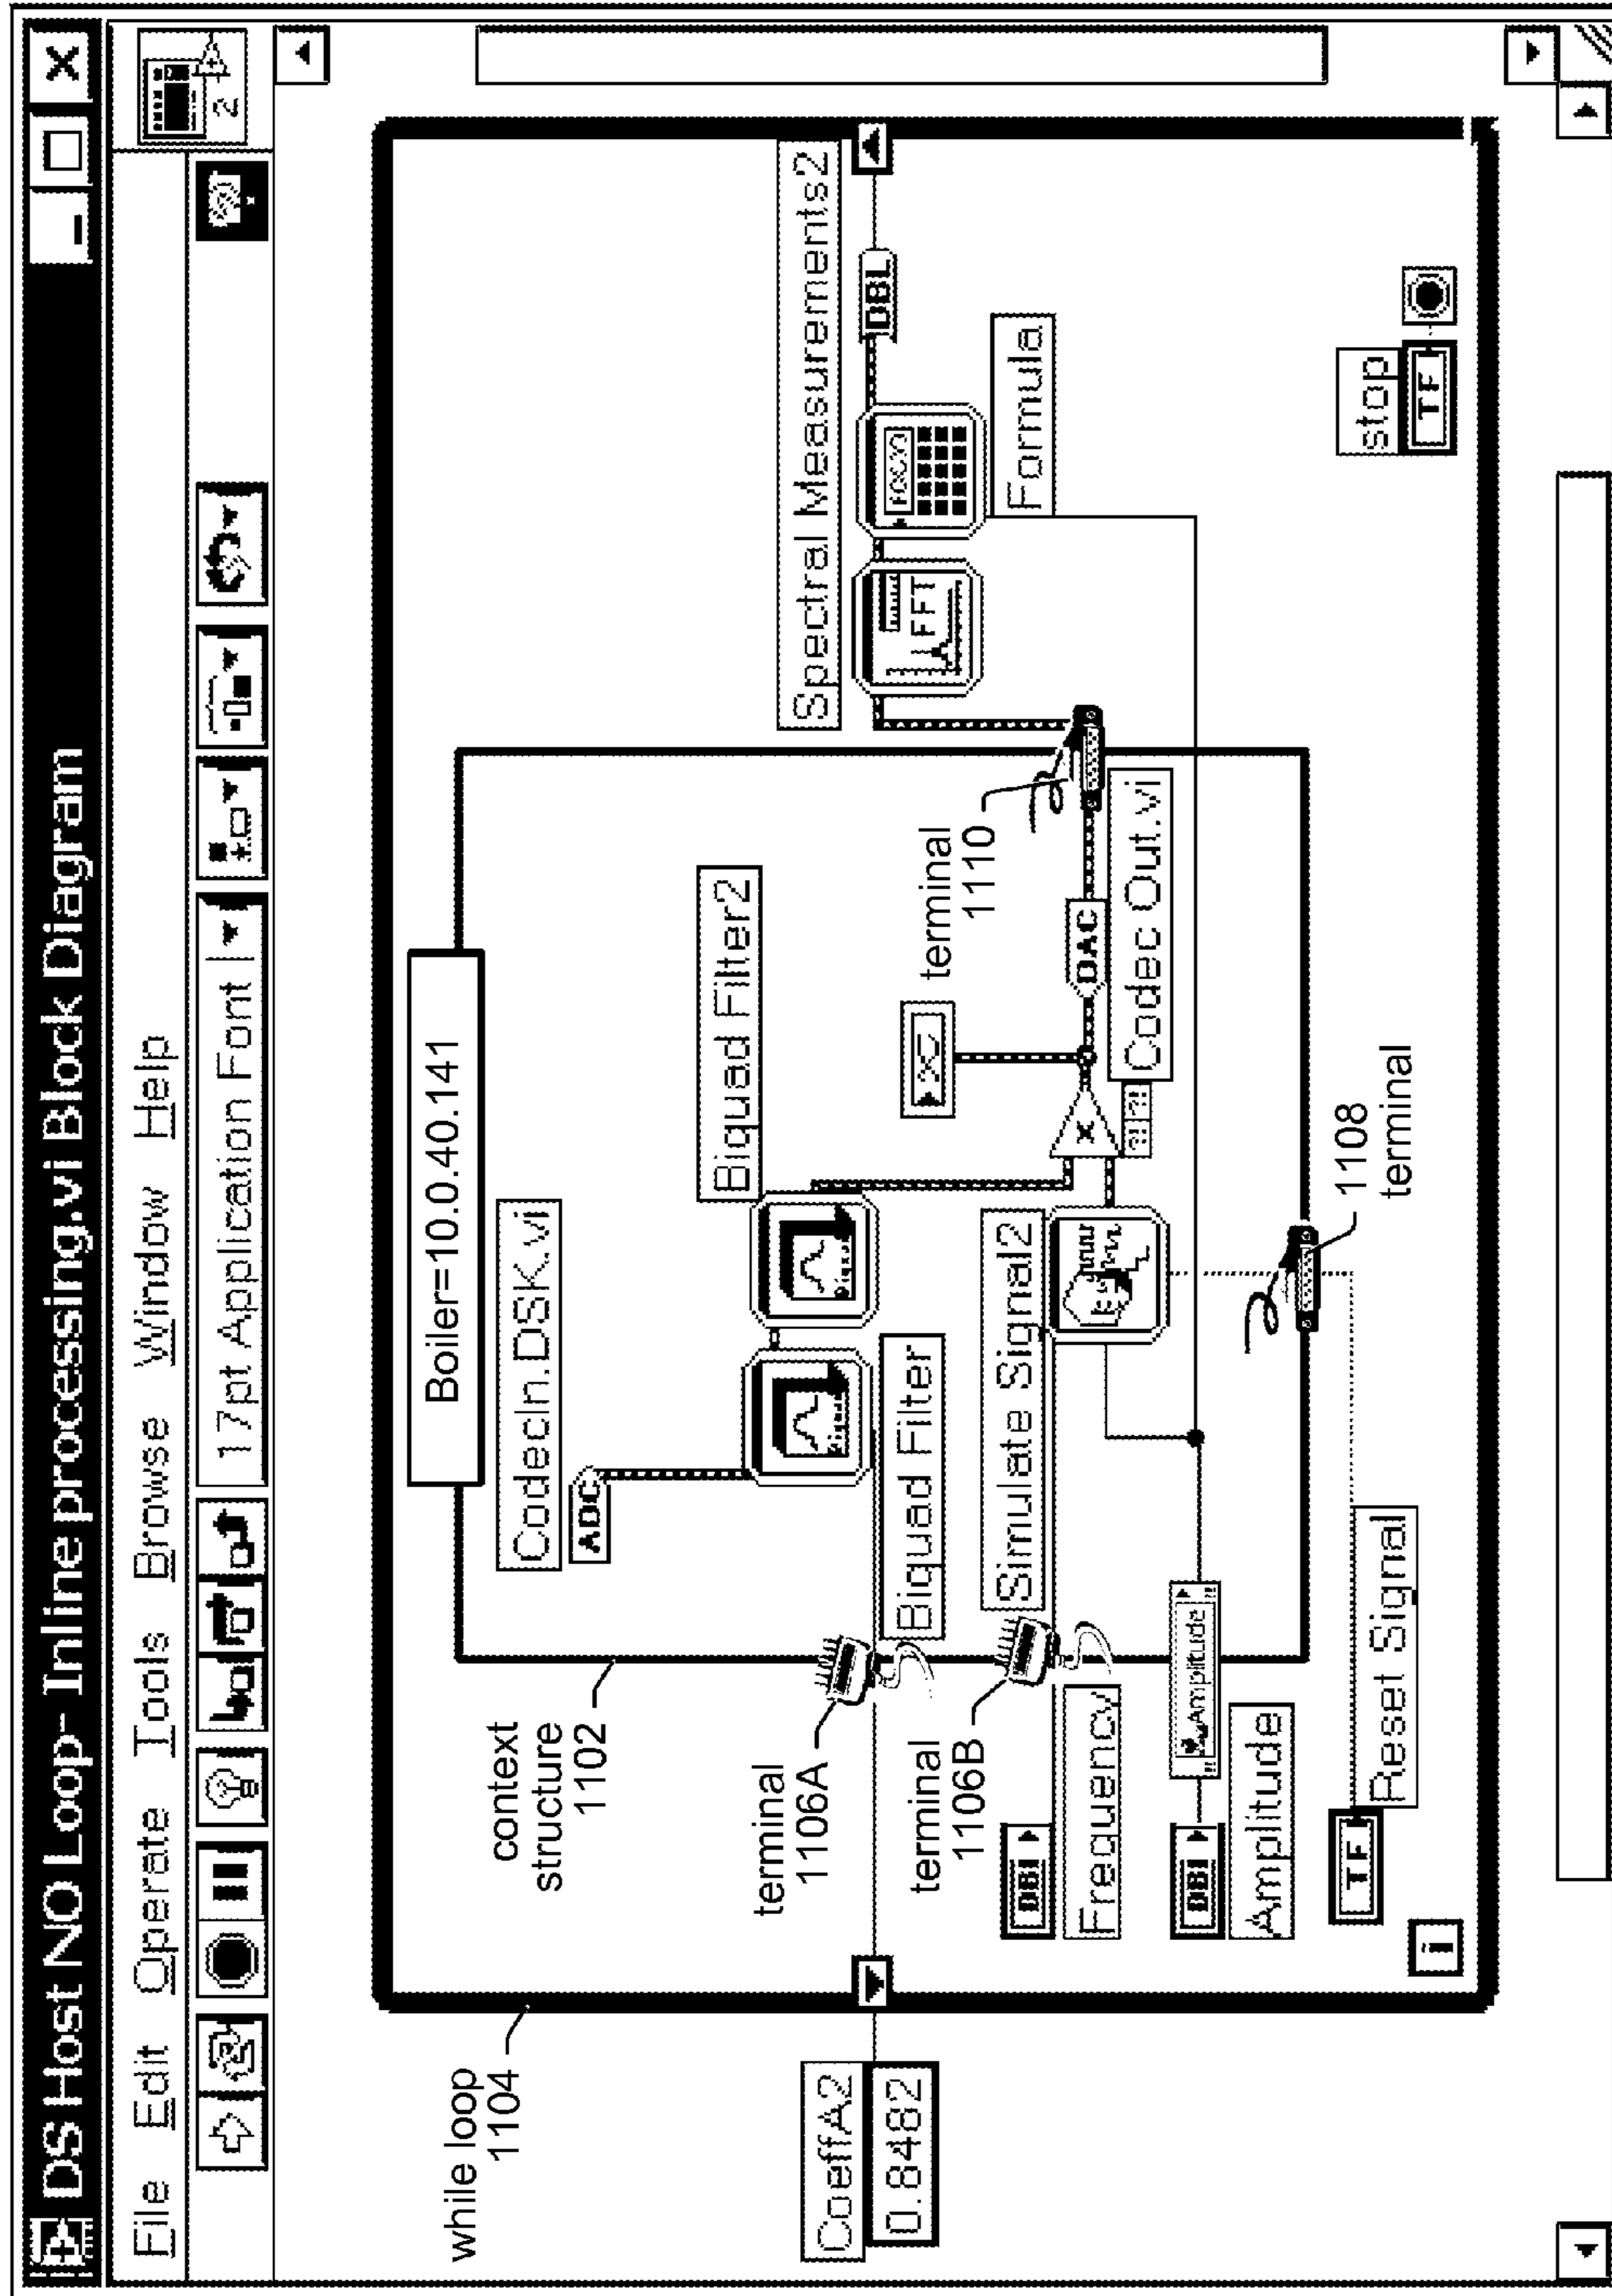 DS Host NO Loop- Inline processing.vi Block Diagram
File Edit Operate Tools Browse Window Help
17pt Application Font
2
while loop
1104
CoeffA2
0.8482
context
structure
1102
Boiler=10.0.40.141
CodecIn.DSK.vi
ADC
Biquad Filter2
Biquad Filter
terminal
1106A
terminal
1106B
Simulate Signal2
DBL
Frequency
DBL
Amplitude
Amplitude
TF
Reset Signal
i
x
DAC
Codec Out.vi
terminal
1110
1108
terminal
Spectral Measurements2
FFT
Formula
DBL
stop
TF